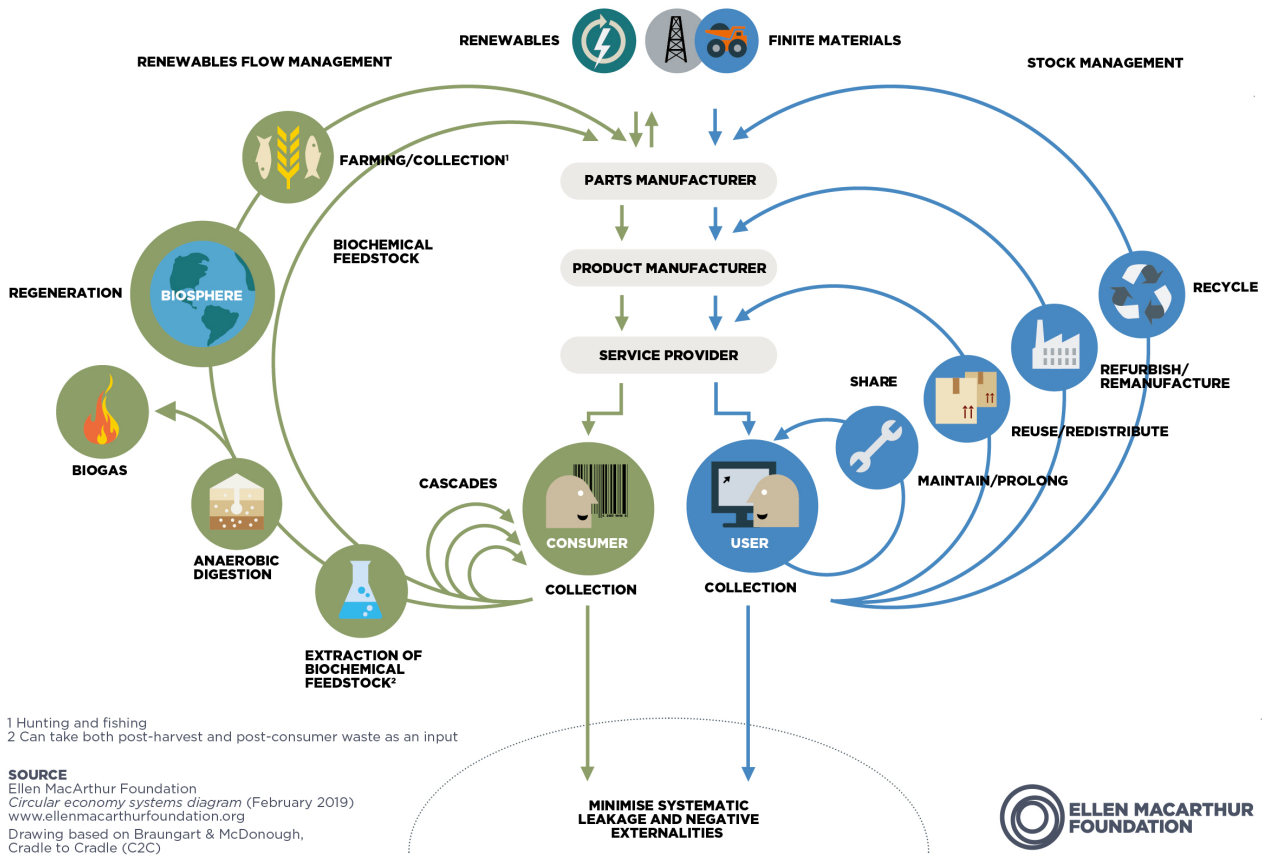 RENEWABLES
FINITE MATERIALS
RENEWABLES FLOW MANAGEMENT
STOCK MANAGEMENT
FARMING/COLLECTION¹
PARTS MANUFACTURER
BIOCHEMICAL
FEEDSTOCK
PRODUCT MANUFACTURER
REGENERATION
BIOSPHERE
RECYCLE
SERVICE PROVIDER
SHARE
REFURBISH/
REMANUFACTURE
REUSE/REDISTRIBUTE
BIOGAS
CASCADES
MAINTAIN/PROLONG
CONSUMER
USER
ANAEROBIC
DIGESTION
COLLECTION
COLLECTION
EXTRACTION OF
BIOCHEMICAL
FEEDSTOCK²
1 Hunting and fishing
2 Can take both post-harvest and post-consumer waste as an input
SOURCE
Ellen MacArthur Foundation
Circular economy systems diagram (February 2019)
www.ellenmacarthurfoundation.org
Drawing based on Braungart & McDonough,
Cradle to Cradle (C2C)
MINIMISE SYSTEMATIC
LEAKAGE AND NEGATIVE
EXTERNALITIES
ELLEN MACARTHUR
FOUNDATION